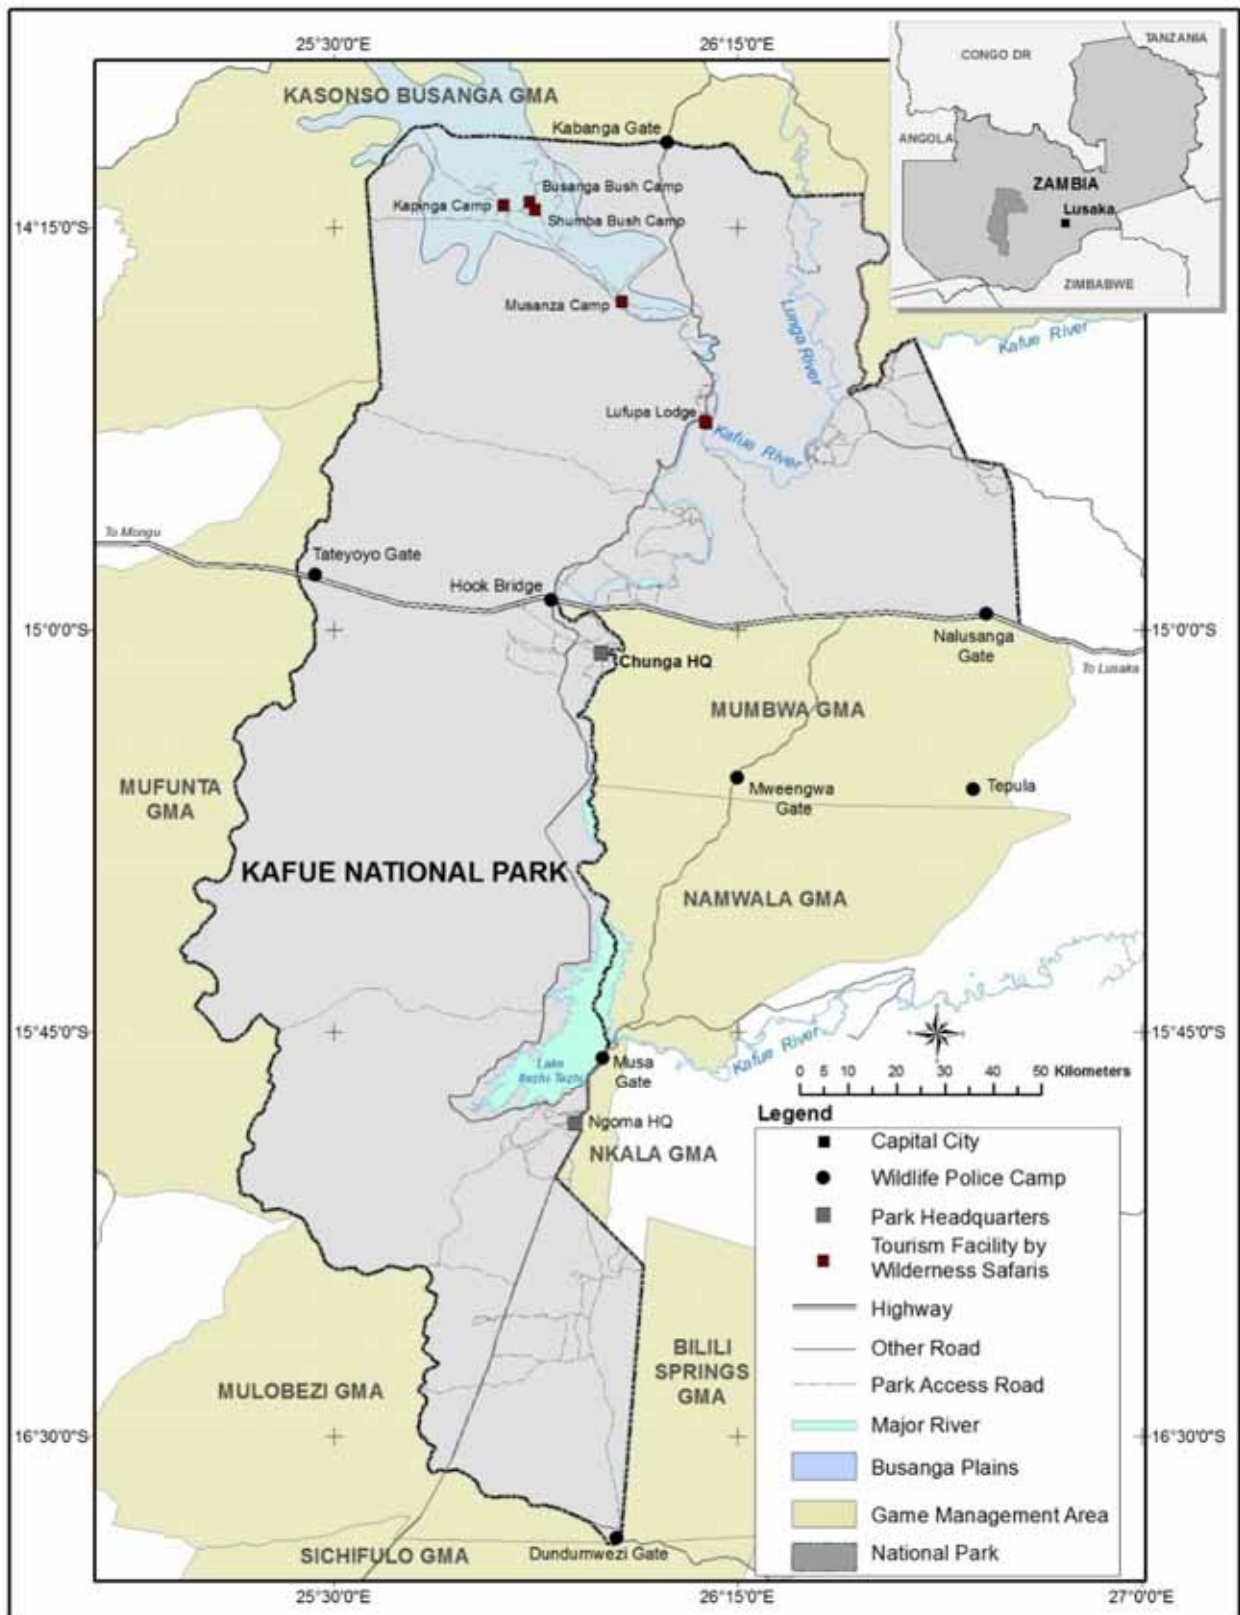 25°30'0"E
26°15'0"E
TANZANIA
CONGO DR
ANGOLA
ZAMBIA
Lusaka
ZIMBABWE
KASONSO BUSANGA GMA
Kabanga Gate
Busanga Bush Camp
Kapinga Camp
Shumba Bush Camp
14°15'0"S
Musanza Camp
Lunga River
Kafue River
Lufupa Lodge
Kafue River
To Mongu
Tateyoyo Gate
Hook Bridge
15°0'0"S
15°0'0"S
Nalusanga
Gate
To Lusaka
Chunga HQ
MUMBWA GMA
MUFUNTA
GMA
Mweengwa
Gate
Tepula
KAFUE NATIONAL PARK
NAMWALA GMA
15°45'0"S
15°45'0"S
Kafue River
Lake
Itezhi-Tezhi
Musa
Gate
0 5 10 20 30 40 50 Kilometers
Ngoma HQ
NKALA GMA
Legend
Capital City
Wildlife Police Camp
Park Headquarters
Tourism Facility by
Wilderness Safaris
Highway
Other Road
Park Access Road
Major River
Busanga Plains
Game Management Area
National Park
BILILI
SPRINGS
GMA
MULOBEZI GMA
16°30'0"S
16°30'0"S
SICHIFULO GMA
Dundumwezi Gate
25°30'0"E
26°15'0"E
27°0'0"E